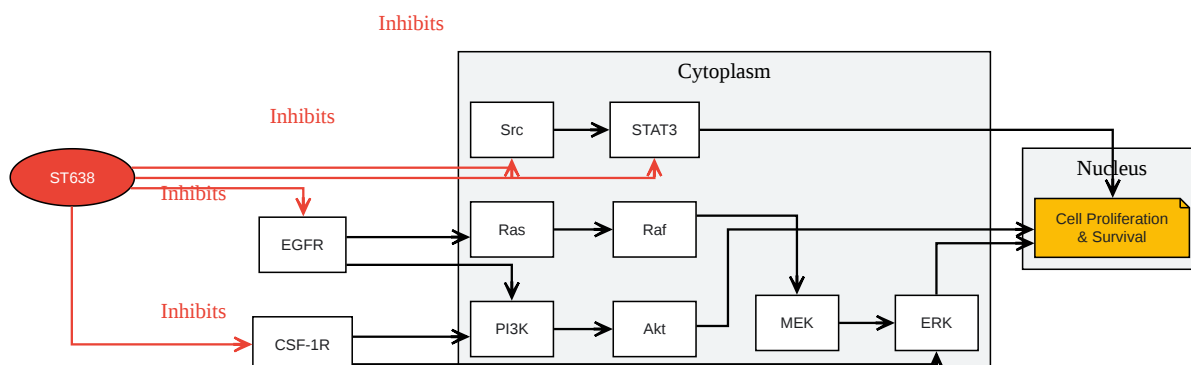 Inhibits
Cytoplasm
Inhibits
Src
STAT3
Nucleus
ST638
Inhibits
Cell Proliferation
& Survival
EGFR
Ras
Raf
Inhibits
PI3K
Akt
MEK
ERK
CSF-1R